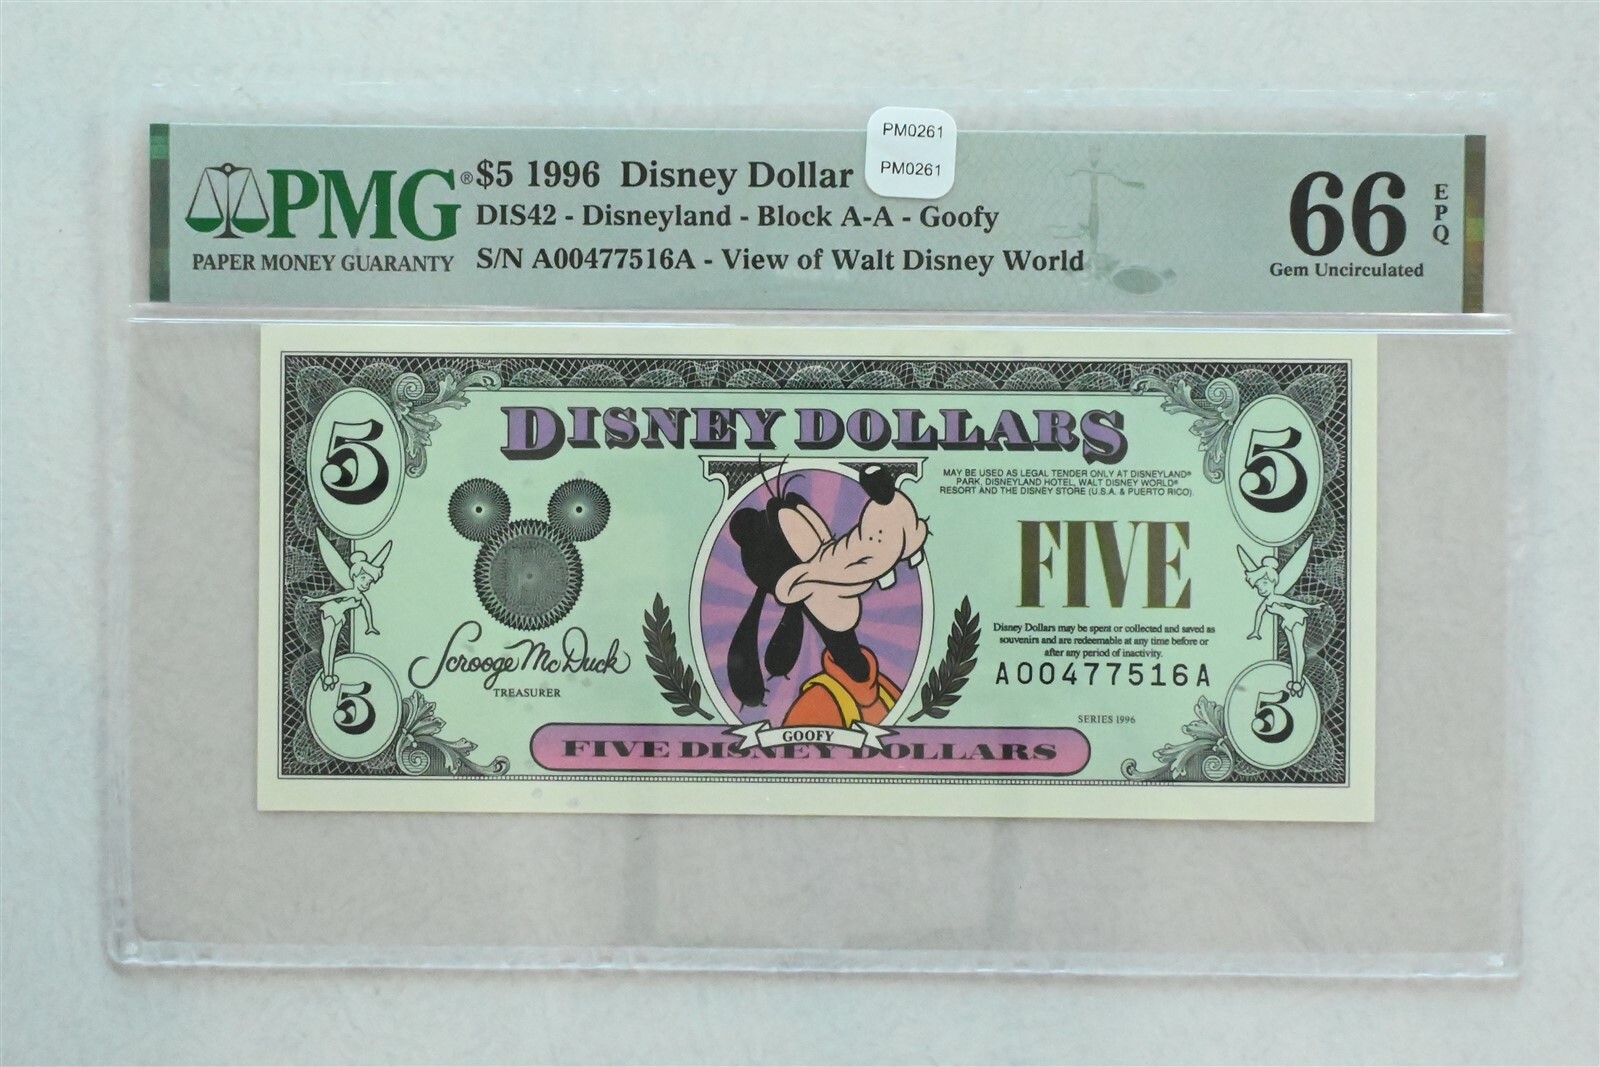 PM0261
PM0261
PMG®
PAPER MONEY GUARANTY
$5 1996 Disney Dollar
DIS42 - Disneyland - Block A-A - Goofy
S/N A00477516A - View of Walt Disney World
66
EPQ
Gem Uncirculated
5
5
DISNEY DOLLARS
MAY BE USED AS LEGAL TENDER ONLY AT DISNEYLAND®
PARK, DISNEYLAND HOTEL, WALT DISNEY WORLD®
RESORT AND THE DISNEY STORE (U.S.A. & PUERTO RICO).
FIVE
Disney Dollars may be spent or collected and saved as
souvenirs and are redeemable at any time before or
after any period of inactivity.
A00477516A
Scrooge McDuck
TREASURER
SERIES 1996
5
5
GOOFY
FIVE DISNEY DOLLARS